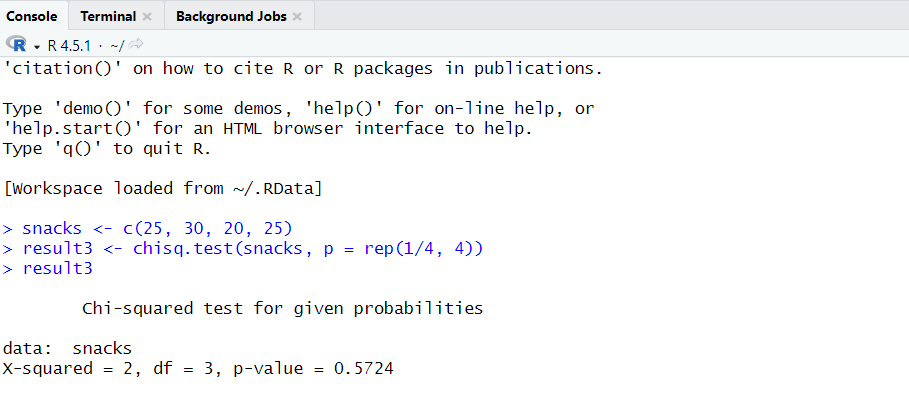 Console Terminal Background Jobs
R R 4.5.1 · ~/
'citation()' on how to cite R or R packages in publications.
Type 'demo()' for some demos, 'help()' for on-line help, or
'help.start()' for an HTML browser interface to help.
Type 'q()' to quit R.
[Workspace loaded from ~/.RData]
> snacks <- c(25, 30, 20, 25)
> result3 <- chisq.test(snacks, p = rep(1/4, 4))
> result3
Chi-squared test for given probabilities
data:  snacks
X-squared = 2, df = 3, p-value = 0.5724